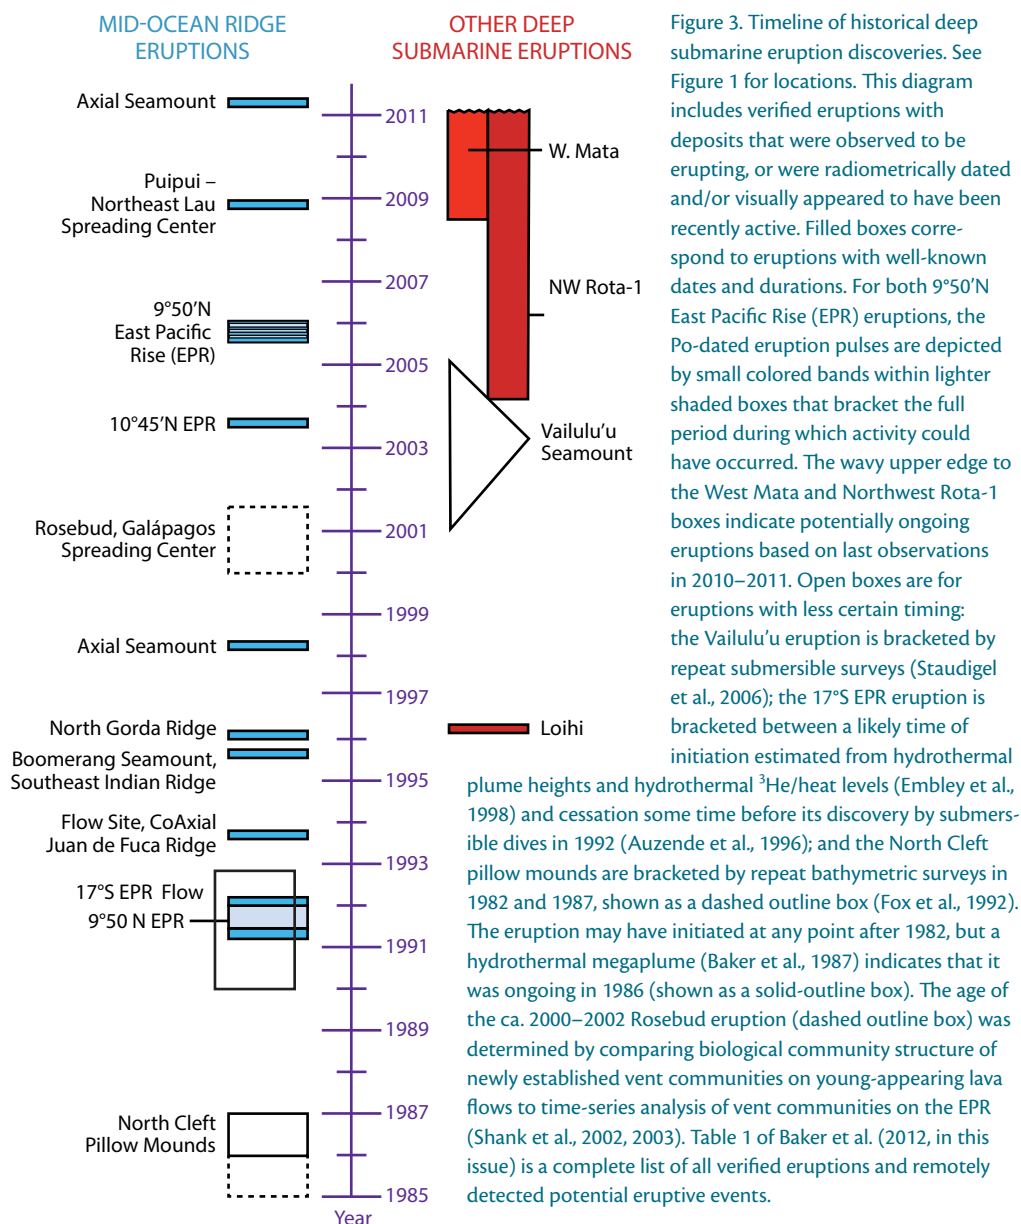 MID-OCEAN RIDGE
ERUPTIONS
OTHER DEEP
SUBMARINE ERUPTIONS
Axial Seamount
Puipui –
Northeast Lau
Spreading Center
9°50′N
East Pacific
Rise (EPR)
10°45′N EPR
Rosebud, Galápagos
Spreading Center
Axial Seamount
North Gorda Ridge
Boomerang Seamount,
Southeast Indian Ridge
Flow Site, CoAxial
Juan de Fuca Ridge
17°S EPR Flow
9°50 N EPR
North Cleft
Pillow Mounds
2011
2009
2007
2005
2003
2001
1999
1997
1995
1993
1991
1989
1987
1985
Year
W. Mata
NW Rota-1
Vailulu’u
Seamount
Loihi
Figure 3. Timeline of historical deep
submarine eruption discoveries. See
Figure 1 for locations. This diagram
includes verified eruptions with
deposits that were observed to be
erupting, or were radiometrically dated
and/or visually appeared to have been
recently active. Filled boxes corre-
spond to eruptions with well-known
dates and durations. For both 9°50′N
East Pacific Rise (EPR) eruptions, the
Po-dated eruption pulses are depicted
by small colored bands within lighter
shaded boxes that bracket the full
period during which activity could
have occurred. The wavy upper edge to
the West Mata and Northwest Rota-1
boxes indicate potentially ongoing
eruptions based on last observations
in 2010–2011. Open boxes are for
eruptions with less certain timing:
the Vailulu’u eruption is bracketed by
repeat submersible surveys (Staudigel
et al., 2006); the 17°S EPR eruption is
bracketed between a likely time of
initiation estimated from hydrothermal
plume heights and hydrothermal ³He/heat levels (Embley et al.,
1998) and cessation some time before its discovery by submers-
ible dives in 1992 (Auzende et al., 1996); and the North Cleft
pillow mounds are bracketed by repeat bathymetric surveys in
1982 and 1987, shown as a dashed outline box (Fox et al., 1992).
The eruption may have initiated at any point after 1982, but a
hydrothermal megaplume (Baker et al., 1987) indicates that it
was ongoing in 1986 (shown as a solid-outline box). The age of
the ca. 2000–2002 Rosebud eruption (dashed outline box) was
determined by comparing biological community structure of
newly established vent communities on young-appearing lava
flows to time-series analysis of vent communities on the EPR
(Shank et al., 2002, 2003). Table 1 of Baker et al. (2012, in this
issue) is a complete list of all verified eruptions and remotely
detected potential eruptive events.